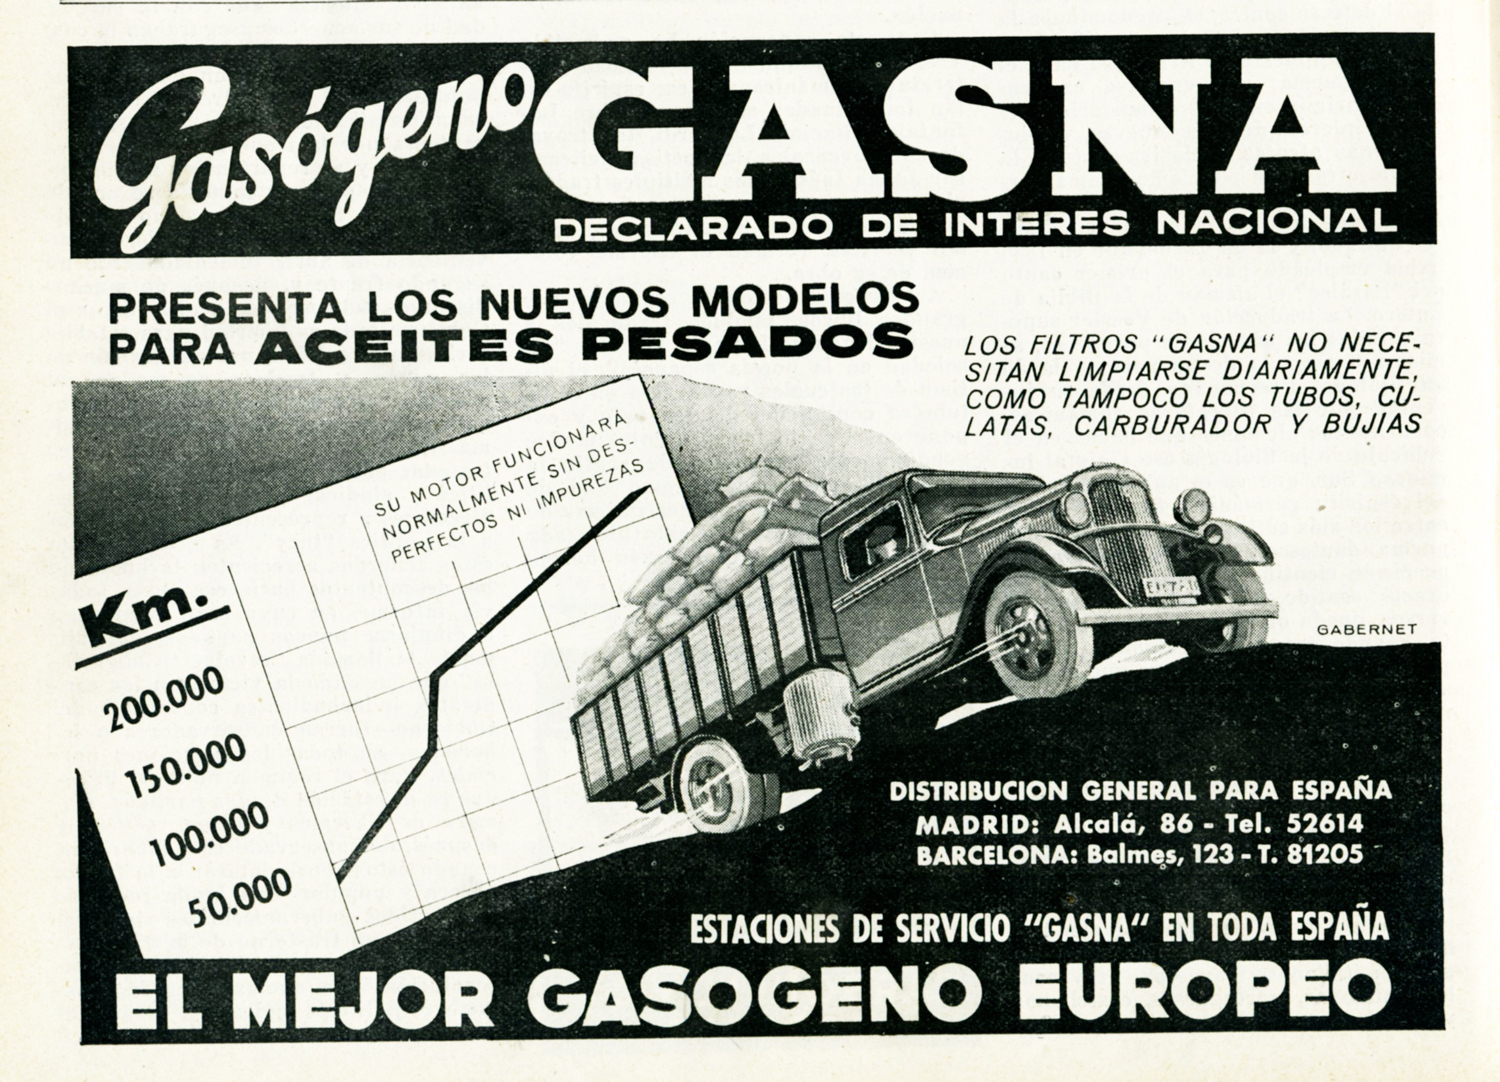 Gasógeno GASNA
DECLARADO DE INTERES NACIONAL
PRESENTA LOS NUEVOS MODELOS
PARA ACEITES PESADOS
LOS FILTROS "GASNA" NO NECE-
SITAN LIMPIARSE DIARIAMENTE,
COMO TAMPOCO LOS TUBOS, CU-
LATAS, CARBURADOR Y BUJIAS
SU MOTOR FUNCIONARÁ
NORMALMENTE SIN DES-
PERFECTOS NI IMPUREZAS
Km.
200.000
150.000
100.000
50.000
GABERNET
DISTRIBUCION GENERAL PARA ESPAÑA
MADRID: Alcalá, 86 - Tel. 52614
BARCELONA: Balmes, 123 - T. 81205
ESTACIONES DE SERVICIO "GASNA" EN TODA ESPAÑA
EL MEJOR GASOGENO EUROPEO